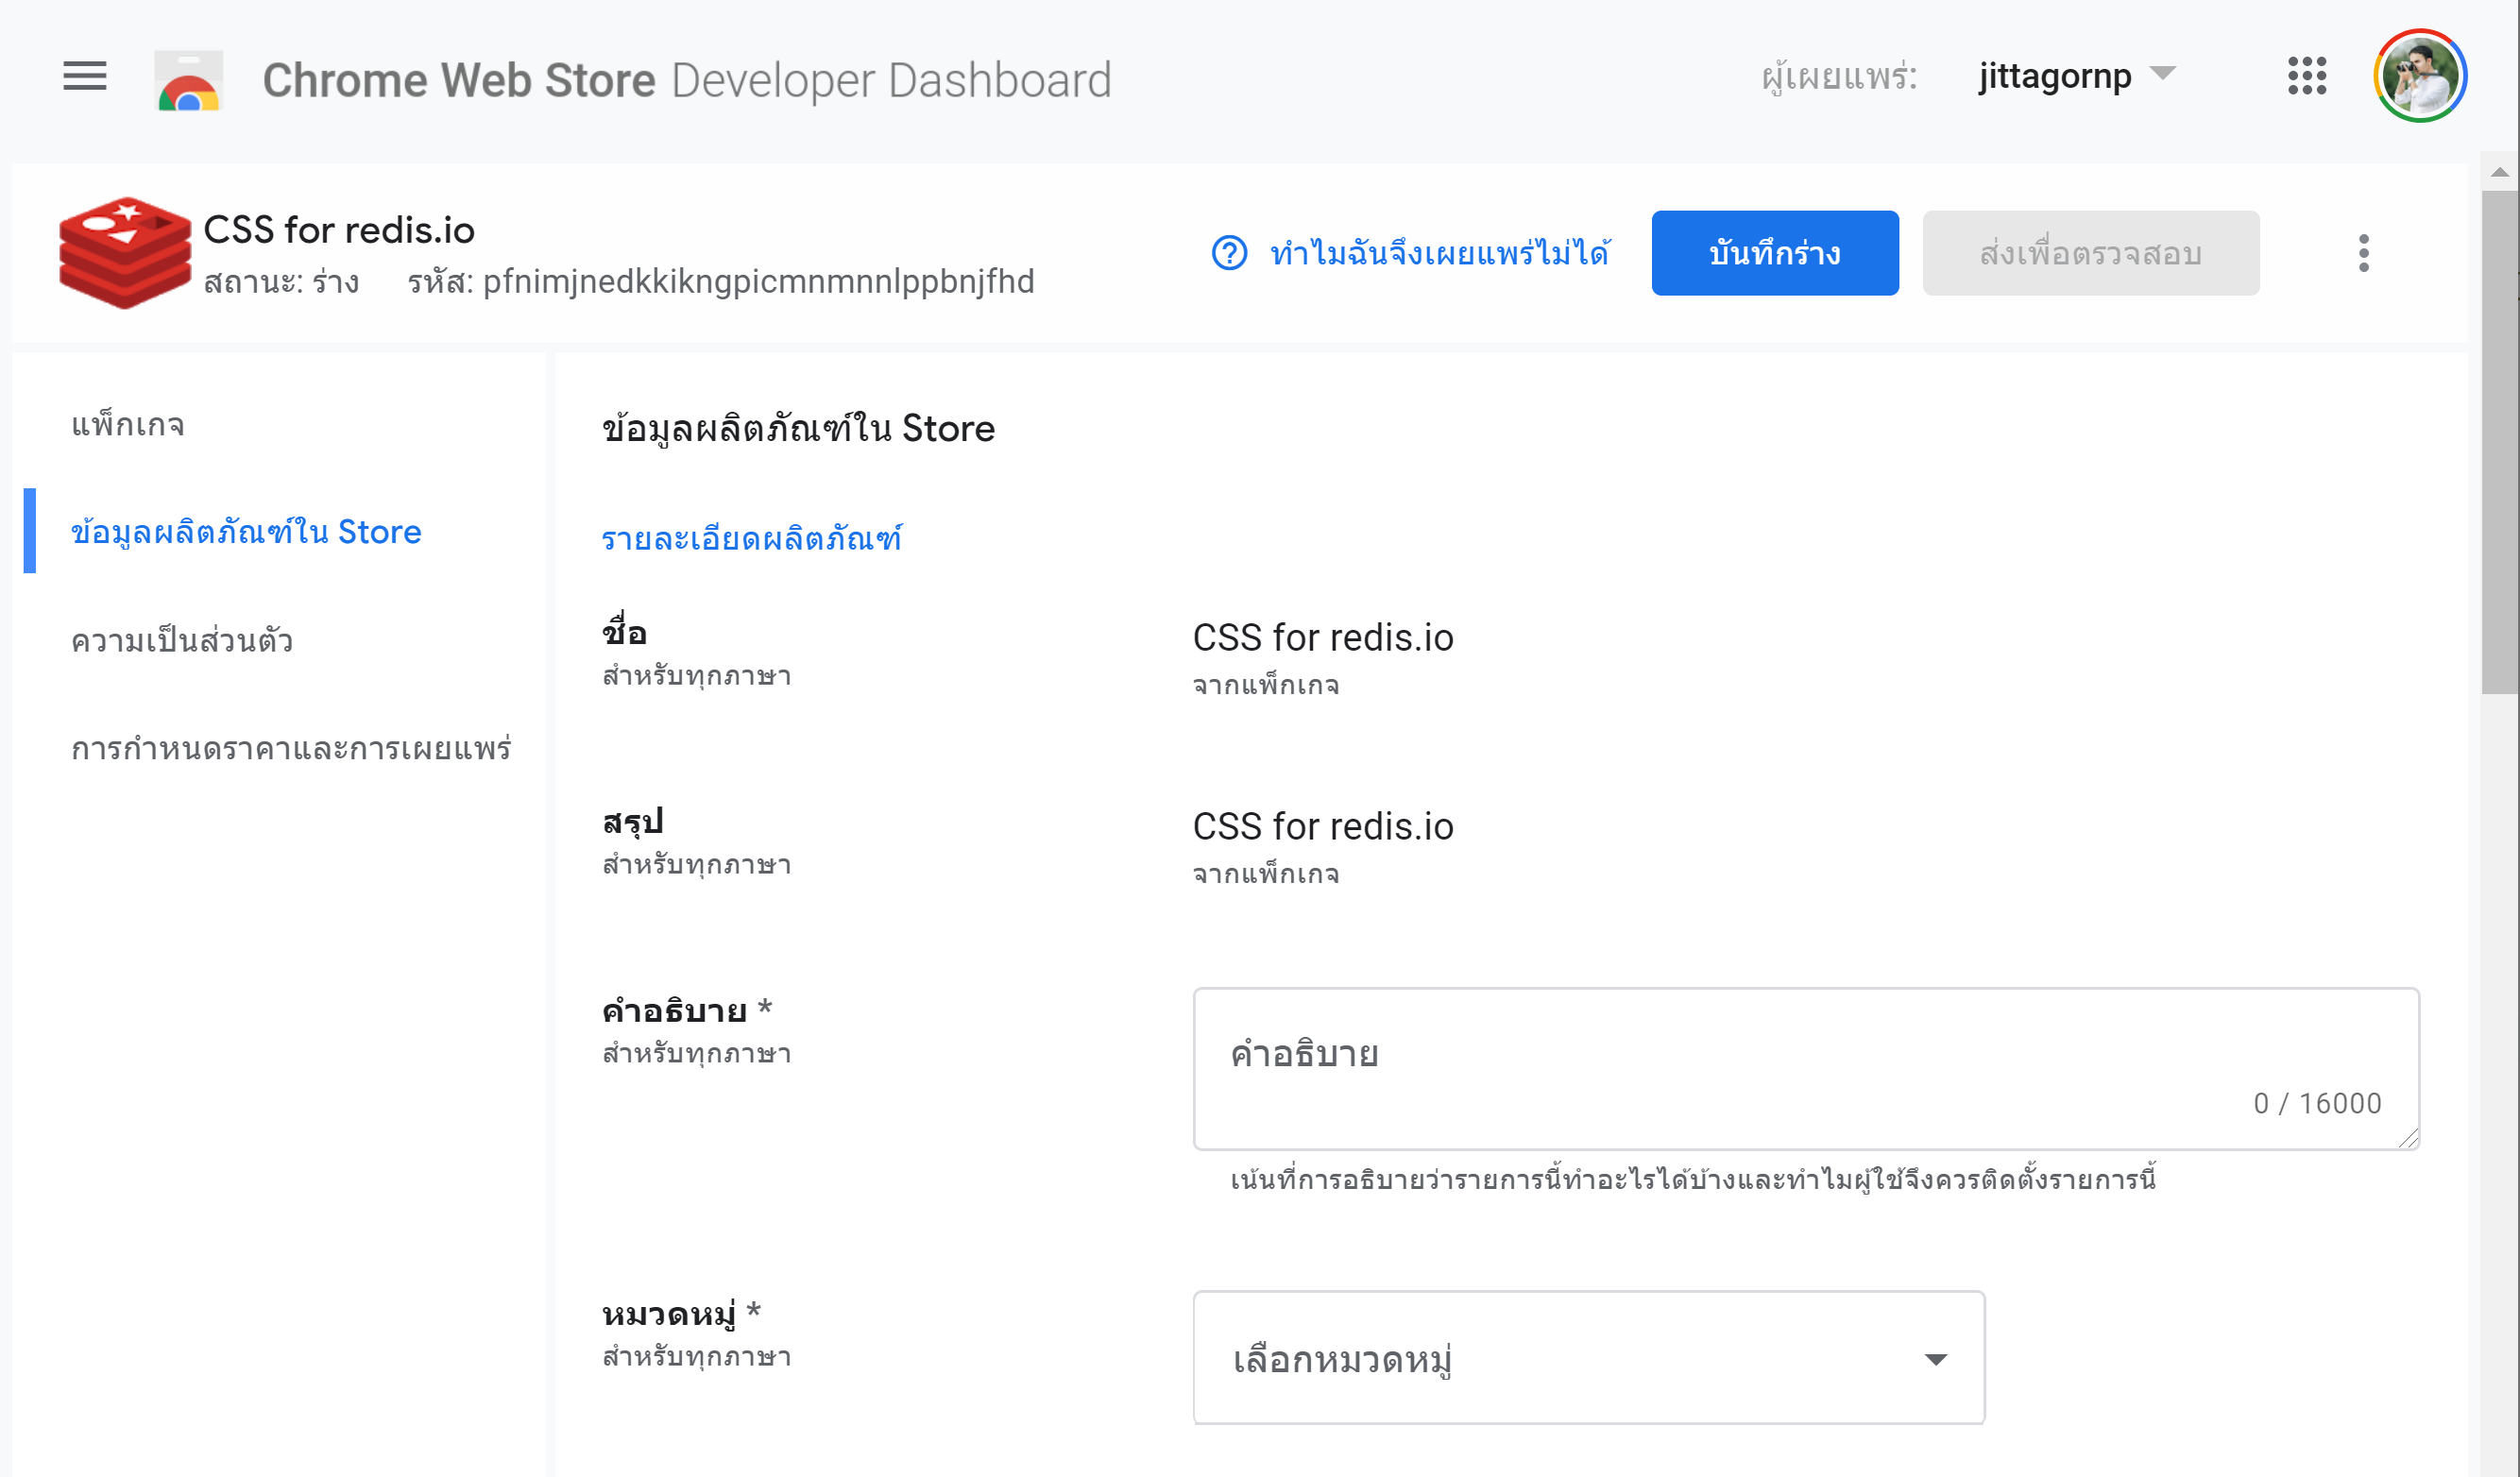 Chrome Web Store Developer Dashboard
ผู้เผยแพร่: jittagornp
CSS for redis.io
สถานะ: ร่าง รหัส: pfnimjnedkkikngpicmnmnnlppbnjfhd
ทำไมฉันจึงเผยแพร่ไม่ได้
บันทึกร่าง
ส่งเพื่อตรวจสอบ
แพ็กเกจ
ข้อมูลผลิตภัณฑ์ใน Store
ความเป็นส่วนตัว
การกำหนดราคาและการเผยแพร่
ข้อมูลผลิตภัณฑ์ใน Store
รายละเอียดผลิตภัณฑ์
ชื่อ
สำหรับทุกภาษา
CSS for redis.io
จากแพ็กเกจ
สรุป
สำหรับทุกภาษา
CSS for redis.io
จากแพ็กเกจ
คำอธิบาย *
สำหรับทุกภาษา
คำอธิบาย
0 / 16000
เน้นที่การอธิบายว่ารายการนี้ทำอะไรได้บ้างและทำไมผู้ใช้จึงควรติดตั้งรายการนี้
หมวดหมู่ *
สำหรับทุกภาษา
เลือกหมวดหมู่